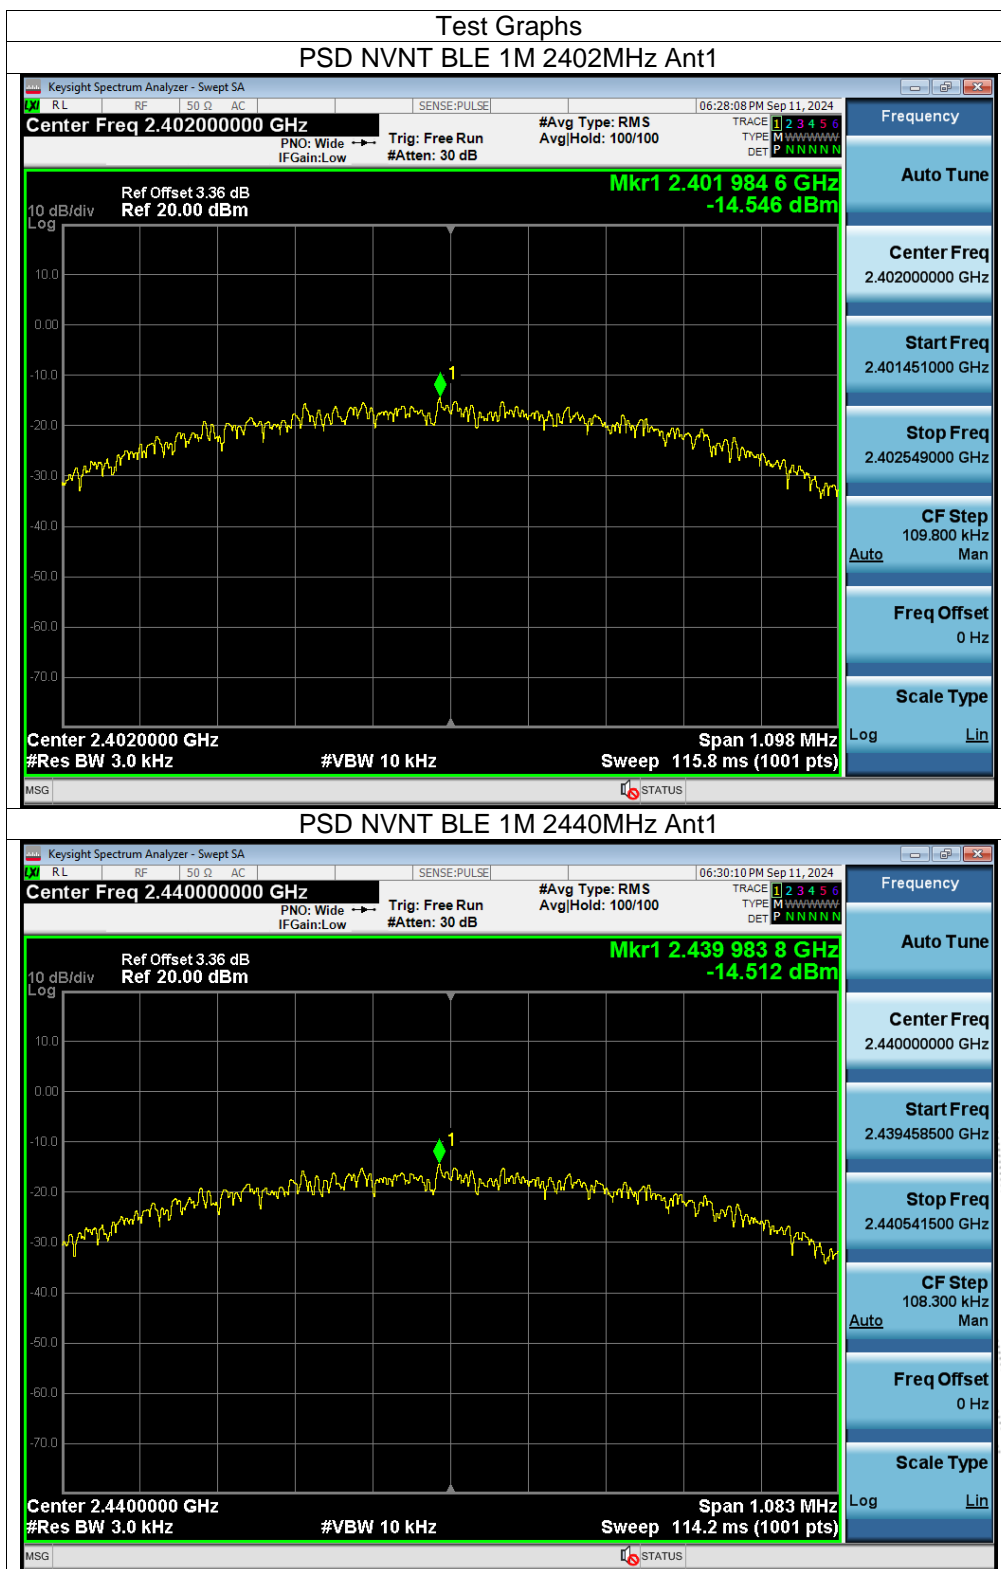 Test Graphs
PSD NVNT BLE 1M 2402MHz Ant1
Keysight Spectrum Analyzer - Swept SA
LXI RL RF 50 Ω AC SENSE:PULSE 06:28:08 PM Sep 11, 2024
Center Freq 2.402000000 GHz
PNO: Wide
IFGain:Low
Trig: Free Run
#Atten: 30 dB
#Avg Type: RMS
Avg|Hold: 100/100
TRACE 1 2 3 4 5 6
TYPE M WWWWW
DET P N N N N N
Frequency
Ref Offset 3.36 dB
10 dB/div Ref 20.00 dBm
Log
Mkr1 2.401 984 6 GHz
-14.546 dBm
10.0
0.00
-10.0
-20.0
-30.0
-40.0
-50.0
-60.0
-70.0
1
Center 2.4020000 GHz
#Res BW 3.0 kHz
#VBW 10 kHz
Span 1.098 MHz
Sweep 115.8 ms (1001 pts)
Auto Tune
Center Freq
2.402000000 GHz
Start Freq
2.401451000 GHz
Stop Freq
2.402549000 GHz
CF Step
109.800 kHz
Auto Man
Freq Offset
0 Hz
Scale Type
Log Lin
MSG STATUS
PSD NVNT BLE 1M 2440MHz Ant1
Keysight Spectrum Analyzer - Swept SA
LXI RL RF 50 Ω AC SENSE:PULSE 06:30:10 PM Sep 11, 2024
Center Freq 2.440000000 GHz
PNO: Wide
IFGain:Low
Trig: Free Run
#Atten: 30 dB
#Avg Type: RMS
Avg|Hold: 100/100
TRACE 1 2 3 4 5 6
TYPE M WWWWW
DET P N N N N N
Frequency
Ref Offset 3.36 dB
10 dB/div Ref 20.00 dBm
Log
Mkr1 2.439 983 8 GHz
-14.512 dBm
10.0
0.00
-10.0
-20.0
-30.0
-40.0
-50.0
-60.0
-70.0
1
Center 2.4400000 GHz
#Res BW 3.0 kHz
#VBW 10 kHz
Span 1.083 MHz
Sweep 114.2 ms (1001 pts)
Auto Tune
Center Freq
2.440000000 GHz
Start Freq
2.439458500 GHz
Stop Freq
2.440541500 GHz
CF Step
108.300 kHz
Auto Man
Freq Offset
0 Hz
Scale Type
Log Lin
MSG STATUS